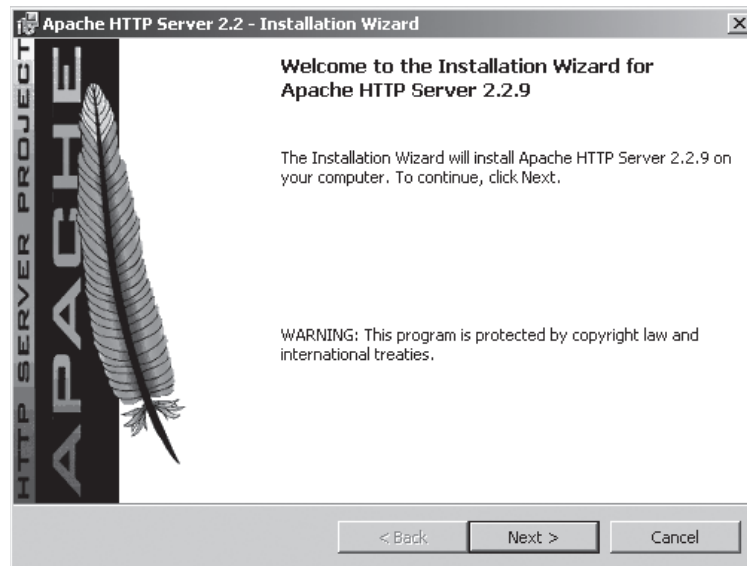 Apache HTTP Server 2.2 - Installation Wizard
HTTP SERVER PROJECT
APACHE
Welcome to the Installation Wizard for
Apache HTTP Server 2.2.9
The Installation Wizard will install Apache HTTP Server 2.2.9 on
your computer. To continue, click Next.
WARNING: This program is protected by copyright law and
international treaties.
< Back
Next >
Cancel